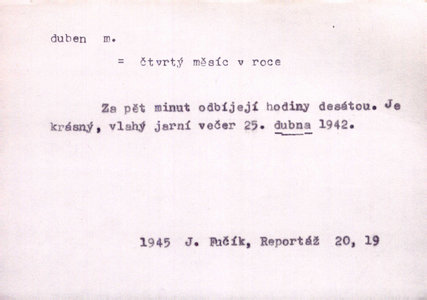 duben m.
= čtvrtý měsíc v roce
Za pět minut odbíjejí hodiny desátou. Je
krásný, vlahý jarní večer 25. dubna 1942.
1945 J. Fučík, Reportáž 20, 19